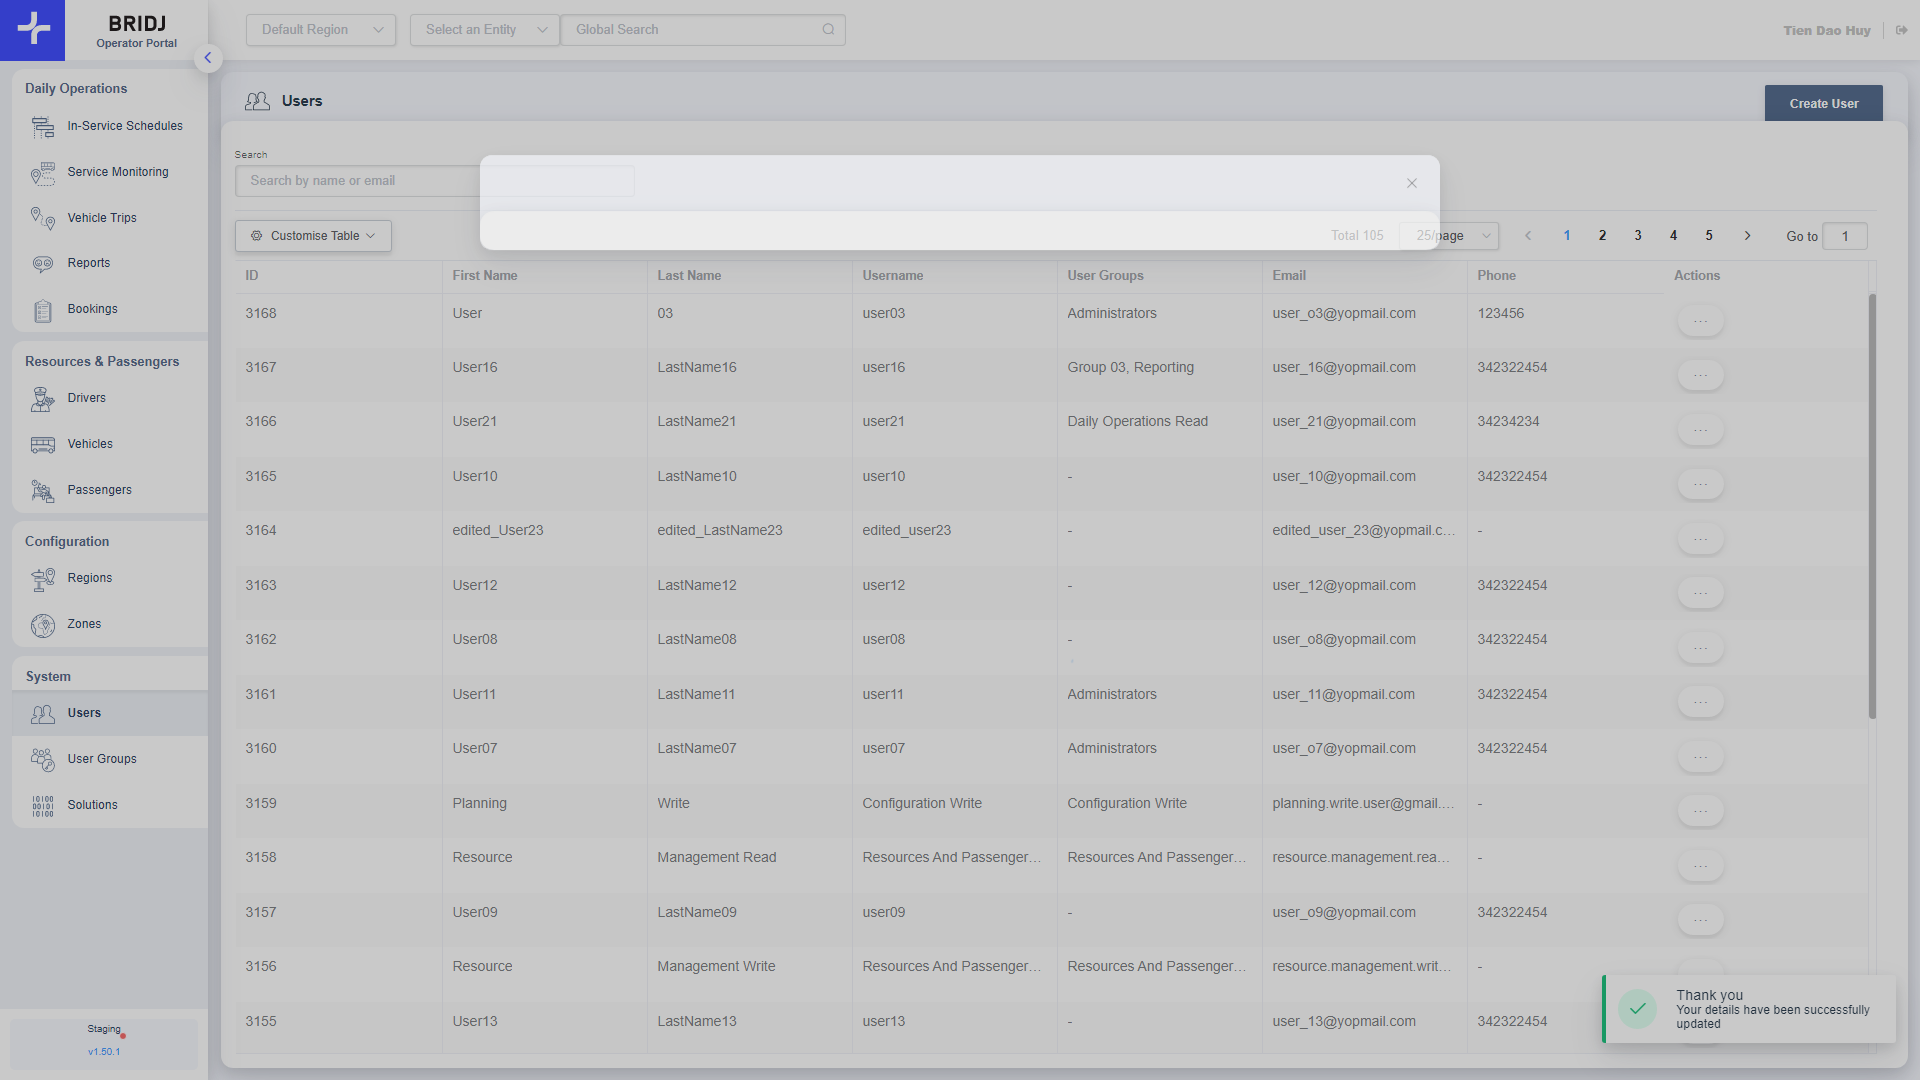 BRIDJ
Operator Portal
Default Region
Select an Entity
Global Search
Tien Dao Huy
Daily Operations
In-Service Schedules
Service Monitoring
Vehicle Trips
Reports
Bookings
Resources & Passengers
Drivers
Vehicles
Passengers
Configuration
Regions
Zones
System
Users
User Groups
Solutions
Staging
v1.50.1
Users
Create User
Search
Search by name or email
Customise Table
Total 105
25/page
1 2 3 4 5
Go to 1
ID First Name Last Name Username User Groups Email Phone Actions
3168 User 03 user03 Administrators user_o3@yopmail.com 123456 ...
3167 User16 LastName16 user16 Group 03, Reporting user_16@yopmail.com 342322454 ...
3166 User21 LastName21 user21 Daily Operations Read user_21@yopmail.com 34234234 ...
3165 User10 LastName10 user10 - user_10@yopmail.com 342322454 ...
3164 edited_User23 edited_LastName23 edited_user23 - edited_user_23@yopmail.c... - ...
3163 User12 LastName12 user12 - user_12@yopmail.com 342322454 ...
3162 User08 LastName08 user08 - user_o8@yopmail.com 342322454 ...
3161 User11 LastName11 user11 Administrators user_11@yopmail.com 342322454 ...
3160 User07 LastName07 user07 Administrators user_o7@yopmail.com 342322454 ...
3159 Planning Write Configuration Write Configuration Write planning.write.user@gmail.... - ...
3158 Resource Management Read Resources And Passenger... Resources And Passenger... resource.management.rea... - ...
3157 User09 LastName09 user09 - user_o9@yopmail.com 342322454 ...
3156 Resource Management Write Resources And Passenger... Resources And Passenger... resource.management.writ... -
3155 User13 LastName13 user13 - user_13@yopmail.com 342322454
Thank you
Your details have been successfully
updated